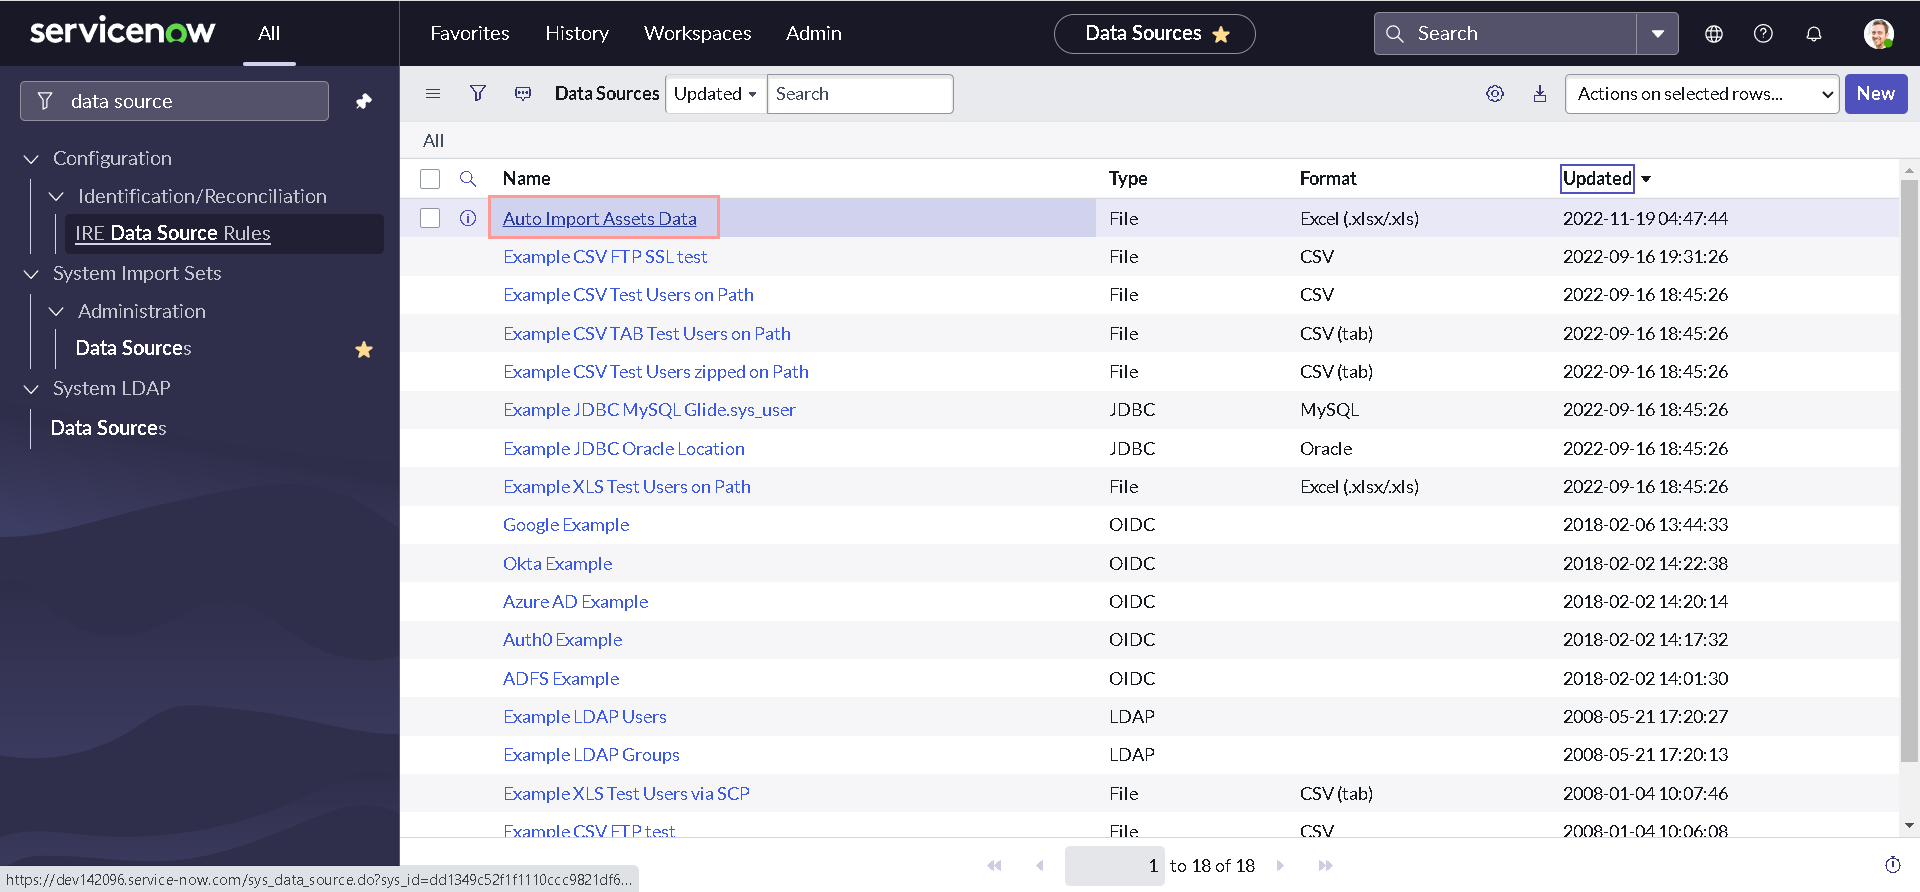 servicenow
All
Favorites
History
Workspaces
Admin
Data Sources
Search
data source
Configuration
Identification/Reconciliation
IRE Data Source Rules
System Import Sets
Administration
Data Sources
System LDAP
Data Sources
Data Sources
Updated
Search
Actions on selected rows...
New
All
Name Type Format Updated
Auto Import Assets Data File Excel (.xlsx/.xls) 2022-11-19 04:47:44
Example CSV FTP SSL test File CSV 2022-09-16 19:31:26
Example CSV Test Users on Path File CSV 2022-09-16 18:45:26
Example CSV TAB Test Users on Path File CSV (tab) 2022-09-16 18:45:26
Example CSV Test Users zipped on Path File CSV (tab) 2022-09-16 18:45:26
Example JDBC MySQL Glide.sys_user JDBC MySQL 2022-09-16 18:45:26
Example JDBC Oracle Location JDBC Oracle 2022-09-16 18:45:26
Example XLS Test Users on Path File Excel (.xlsx/.xls) 2022-09-16 18:45:26
Google Example OIDC 2018-02-06 13:44:33
Okta Example OIDC 2018-02-02 14:22:38
Azure AD Example OIDC 2018-02-02 14:20:14
Auth0 Example OIDC 2018-02-02 14:17:32
ADFS Example OIDC 2018-02-02 14:01:30
Example LDAP Users LDAP 2008-05-21 17:20:27
Example LDAP Groups LDAP 2008-05-21 17:20:13
Example XLS Test Users via SCP File CSV (tab) 2008-01-04 10:07:46
Example CSV FTP test File CSV 2008-01-04 10:06:08
1 to 18 of 18
https://dev142096.service-now.com/sys_data_source.do?sys_id=dd1349c52f1f1110ccc9821df6...